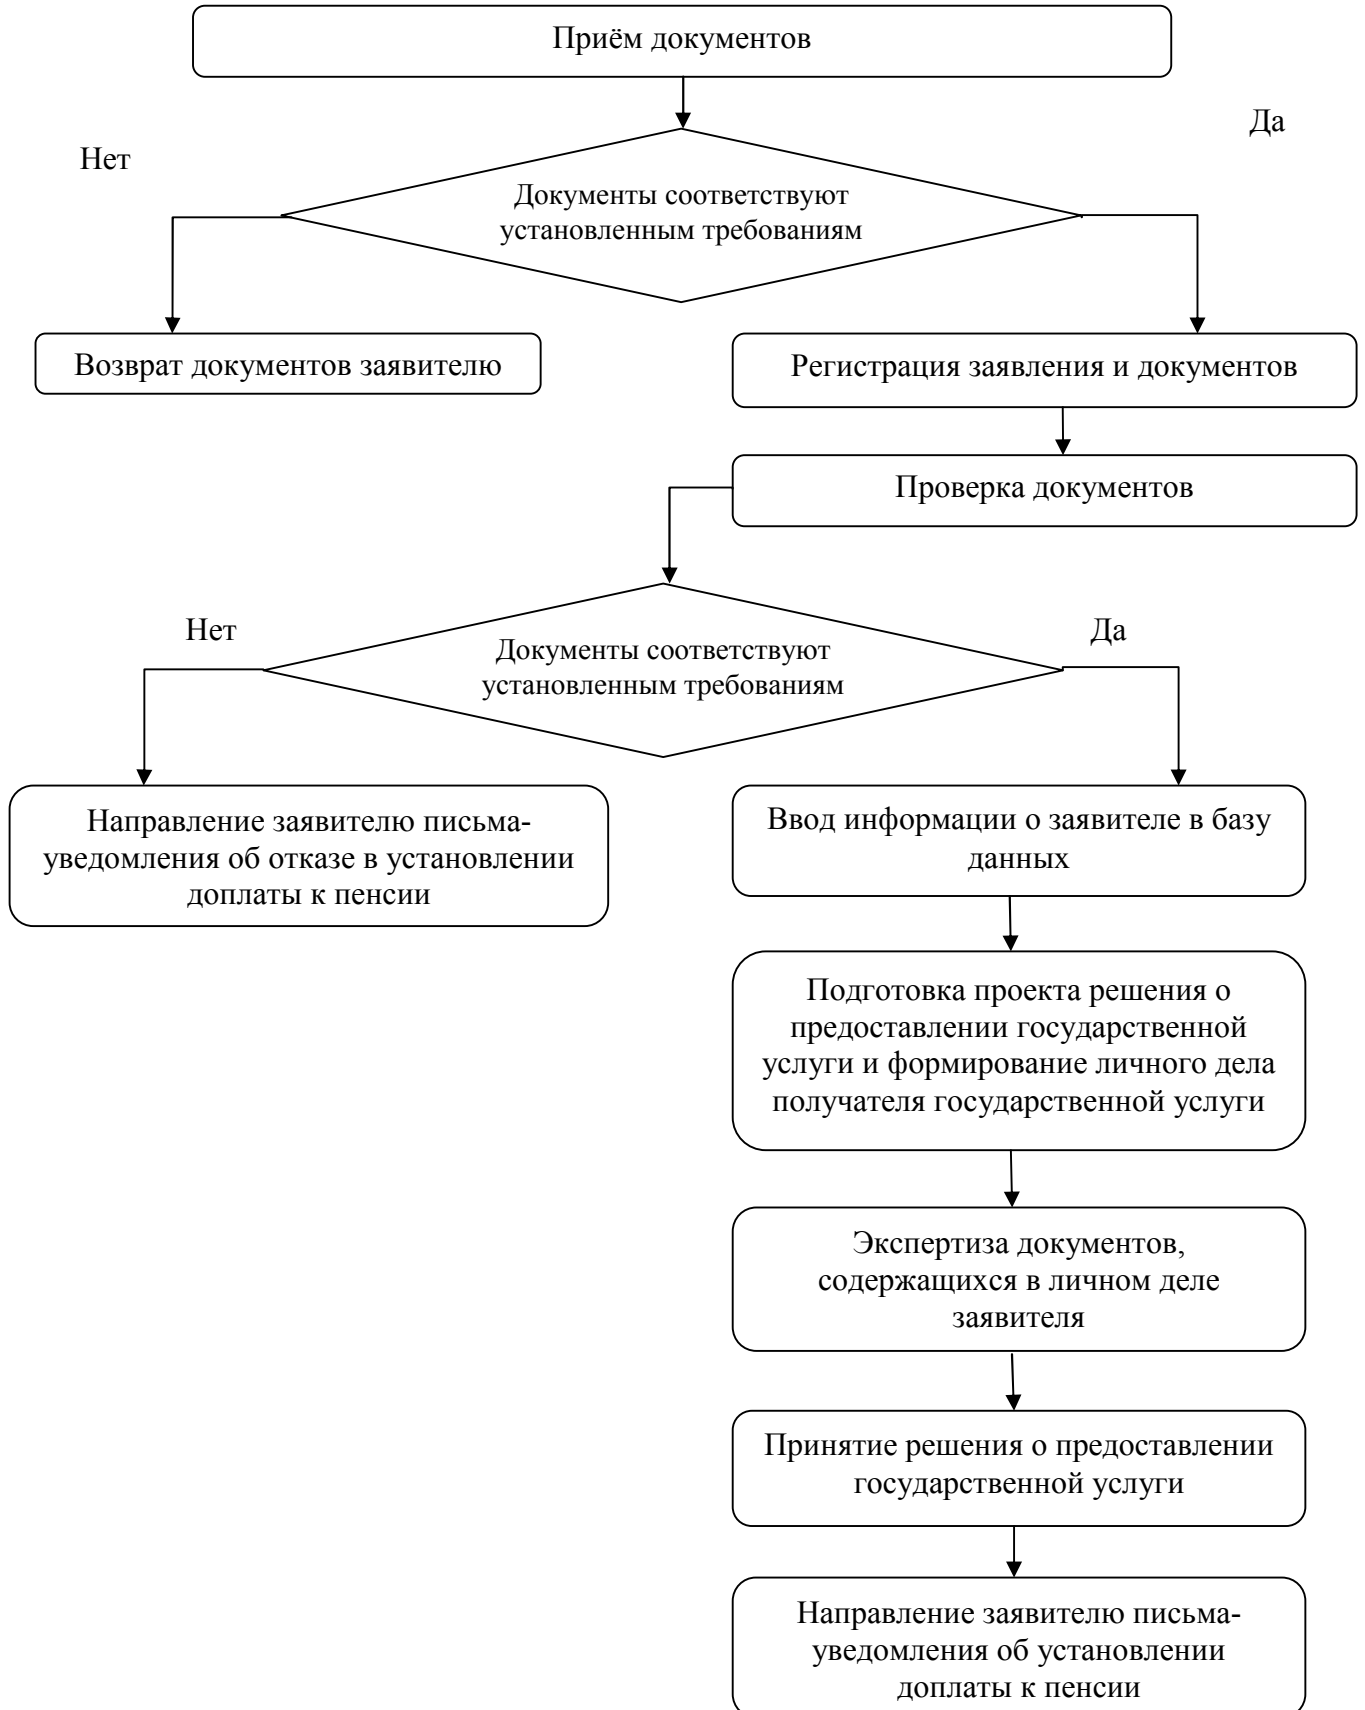 Приём документов
Да
Нет
Документы соответствуют
установленным требованиям
Возврат документов заявителю
Регистрация заявления и документов
Проверка документов
Нет
Да
Документы соответствуют
установленным требованиям
Направление заявителю письма-
уведомления об отказе в установлении
доплаты к пенсии
Ввод информации о заявителе в базу
данных
Подготовка проекта решения о
предоставлении государственной
услуги и формирование личного дела
получателя государственной услуги
Экспертиза документов,
содержащихся в личном деле
заявителя
Принятие решения о предоставлении
государственной услуги
Направление заявителю письма-
уведомления об установлении
доплаты к пенсии